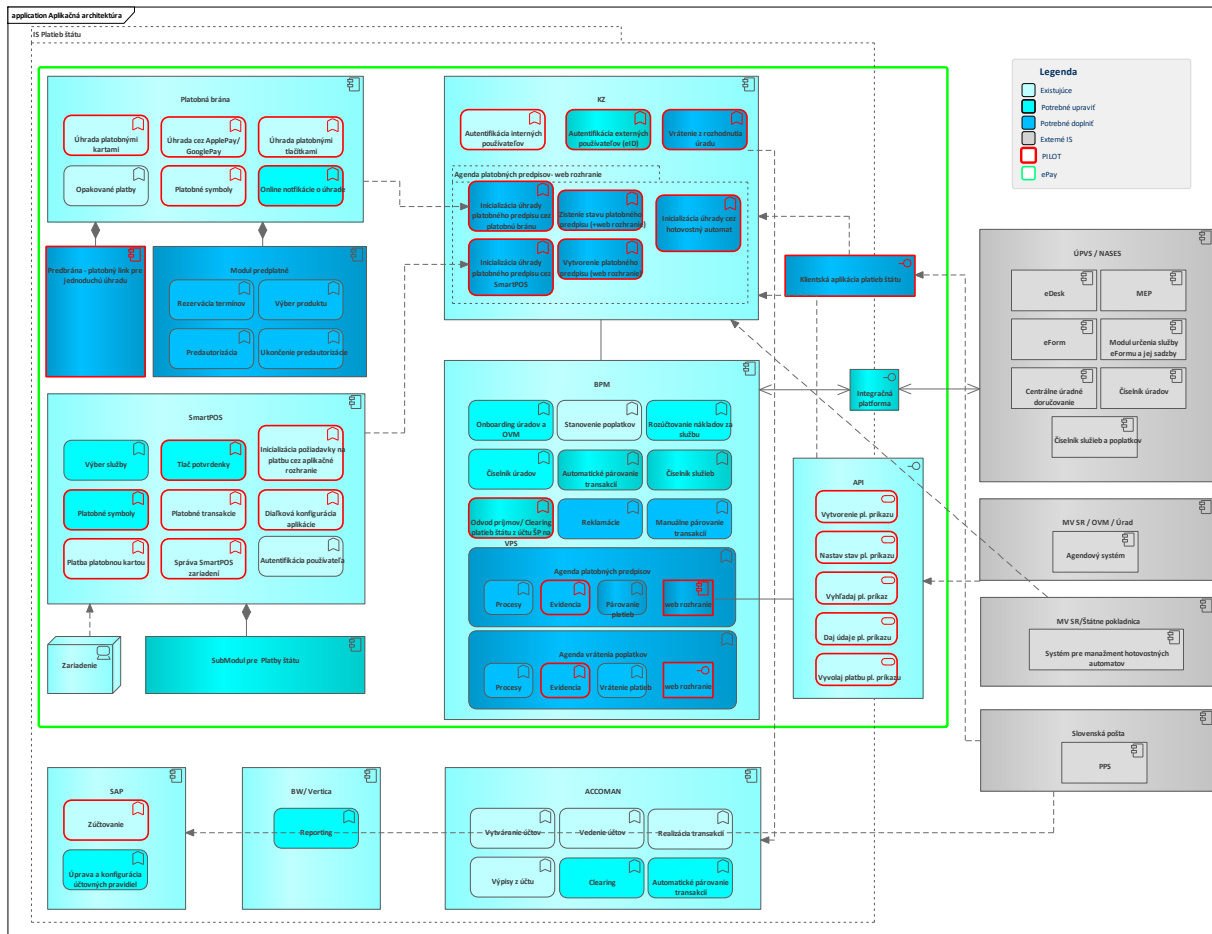 application Aplikačná architektúra
IS Platieb štátu
Legenda
Existujúce
Potrebné upraviť
Potrebné doplniť
Externé IS
PILOT
ePay
Platobná brána
Úhrada platobnými
kartami
Úhrada cez ApplePay/
GooglePay
Úhrada platobnými
tlačítkami
Opakované platby
Platobné symboly
Online notfikácie o úhrade
Predbrána - platobný link pre
jednoduchú úhradu
Modul predplatné
Rezervácia termínov
Výber produktu
Predautorizácia
Ukončenie predautorizácie
KZ
Autentifikácia interných
používateľov
Autentifikácia externých
používateľov (eID)
Vrátenie z rozhodnutia
úradu
Agenda platobných predpisov- web rozhranie
Inicializácia úhrady
platobného predpisu cez
platobnú bránu
Zistenie stavu platobného
predpisu (+web rozhranie)
Inicializácia úhrady cez
hotovostný automat
Inicializácia úhrady
platobného predpisu cez
SmartPOS
Vytvorenie platobného
predpisu (web rozhranie)
Klientská aplikácia platieb
štátu
ÚPVS / NASES
eDesk
MEP
eForm
Modul určenia služby
eFormu a jej sadzby
Centrálne úradné
doručovanie
Číselník úradov
Číselník služieb a poplatkov
SmartPOS
Výber služby
Tlač potvrdenky
Inicializácia požiadavky na
platbu cez aplikačné
rozhranie
Platobné symboly
Platobné transakcie
Diaľková konfigurácia
aplikácie
Platba platobnou kartou
Správa SmartPOS
zariadení
Autentifikácia používateľa
Zariadenie
SubModul pre Platby štátu
BPM
Onboarding úradov a
OVM
Stanovenie poplatkov
Rozúčtovanie nákladov za
službu
Číselník úradov
Automatické párovanie
transakcií
Číselník služieb
Odvod príjmov/ Clearing
platieb štátu z účtu ŠP na
VPS
Reklamácie
Manuálne párovanie
transakcií
Agenda platobných predpizov
Procesy
Evidencia
Párovanie
platieb
web rozhranie
Agenda vrátenia poplatkov
Procesy
Evidencia
Vrátenie platieb
web rozhranie
Integračná
platforma
API
Vytvorenie pl. príkazu
Nastav stav pl. príkazu
Vyhľadaj pl. príkaz
Daj údaje pl. príkazu
Vyvolaj platbu pl. príkazu
MV SR / OVM / Úrad
Agendový systém
MV SR/Štátne pokladnica
Systém pre manažment hotovostných
automatov
Slovenská pošta
PPS
SAP
Zúčtovanie
Úprava a konfigurácia
účtovných pravidiel
BW/ Vertica
Reporting
ACCOMAN
Vytváranie účtov
Vedenie účtov
Realizácia transakcií
Výpisy z účtu
Clearing
Automatické párovanie
transakcií